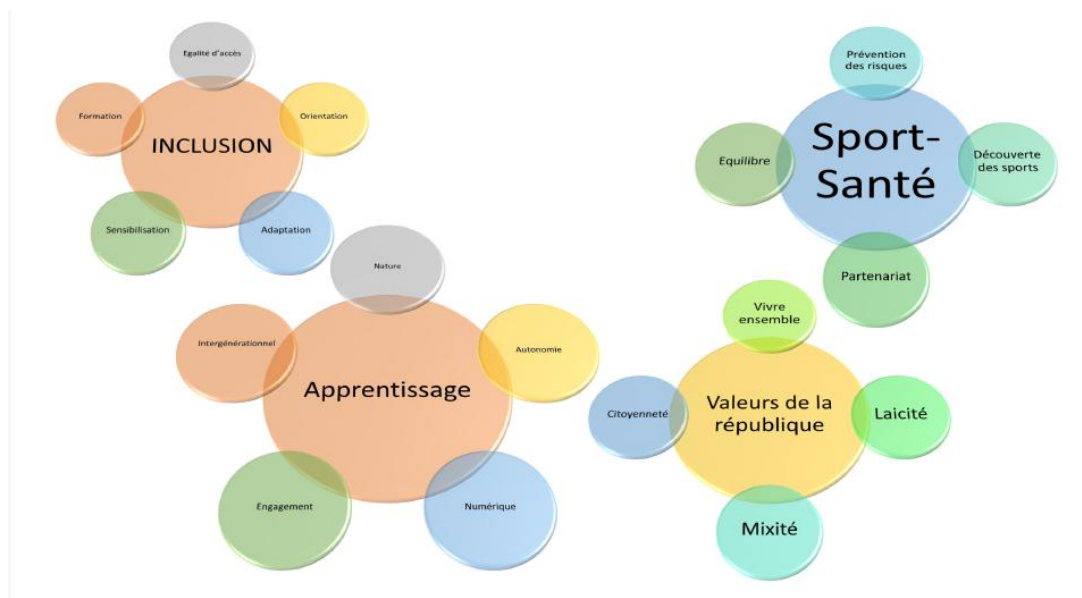 Egalité d'accès
Formation
Orientation
INCLUSION
Sensibilisation
Adaptation
Prévention
des risques
Equilibre
Sport-
Santé
Découverte
des sports
Partenariat
Nature
Intergénérationnel
Autonomie
Apprentissage
Engagement
Numérique
Vivre
ensemble
Citoyenneté
Valeurs de la
république
Laicité
Mixité